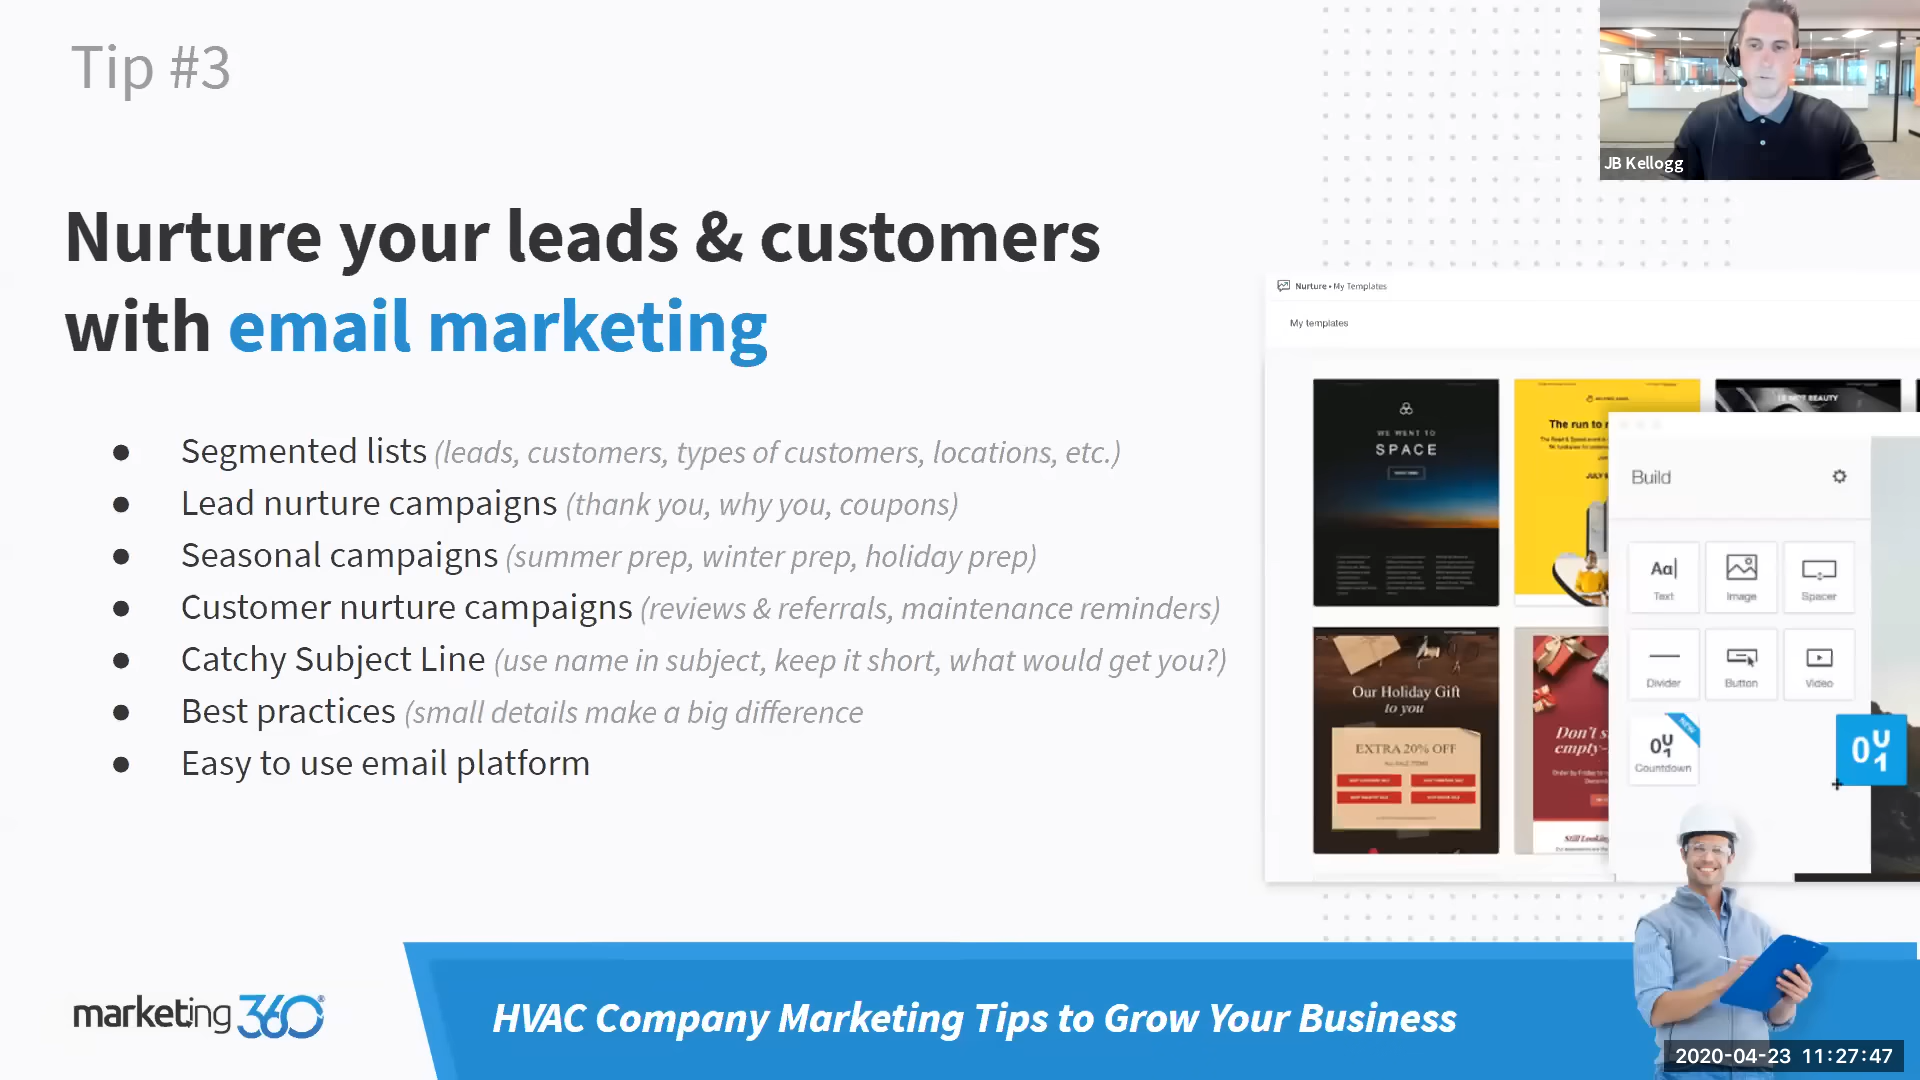 Tip #3
JB Kellogg
Nurture your leads & customers
with email marketing
● Segmented lists (leads, customers, types of customers, locations, etc.)
● Lead nurture campaigns (thank you, why you, coupons)
● Seasonal campaigns (summer prep, winter prep, holiday prep)
● Customer nurture campaigns (reviews & referrals, maintenance reminders)
● Catchy Subject Line (use name in subject, keep it short, what would get you?)
● Best practices (small details make a big difference
● Easy to use email platform
Nurture • My Templates
My templates
WE WENT TO
SPACE
The run to
JULY
Build
Aa|
Text
Image
Spacer
Divider
Button
Video
NEW
Countdown
Our Holiday Gift
to you
EXTRA 20% OFF
Don't
empty-
Still Looking
marketing 360®
HVAC Company Marketing Tips to Grow Your Business
2020-04-23 11:27:47